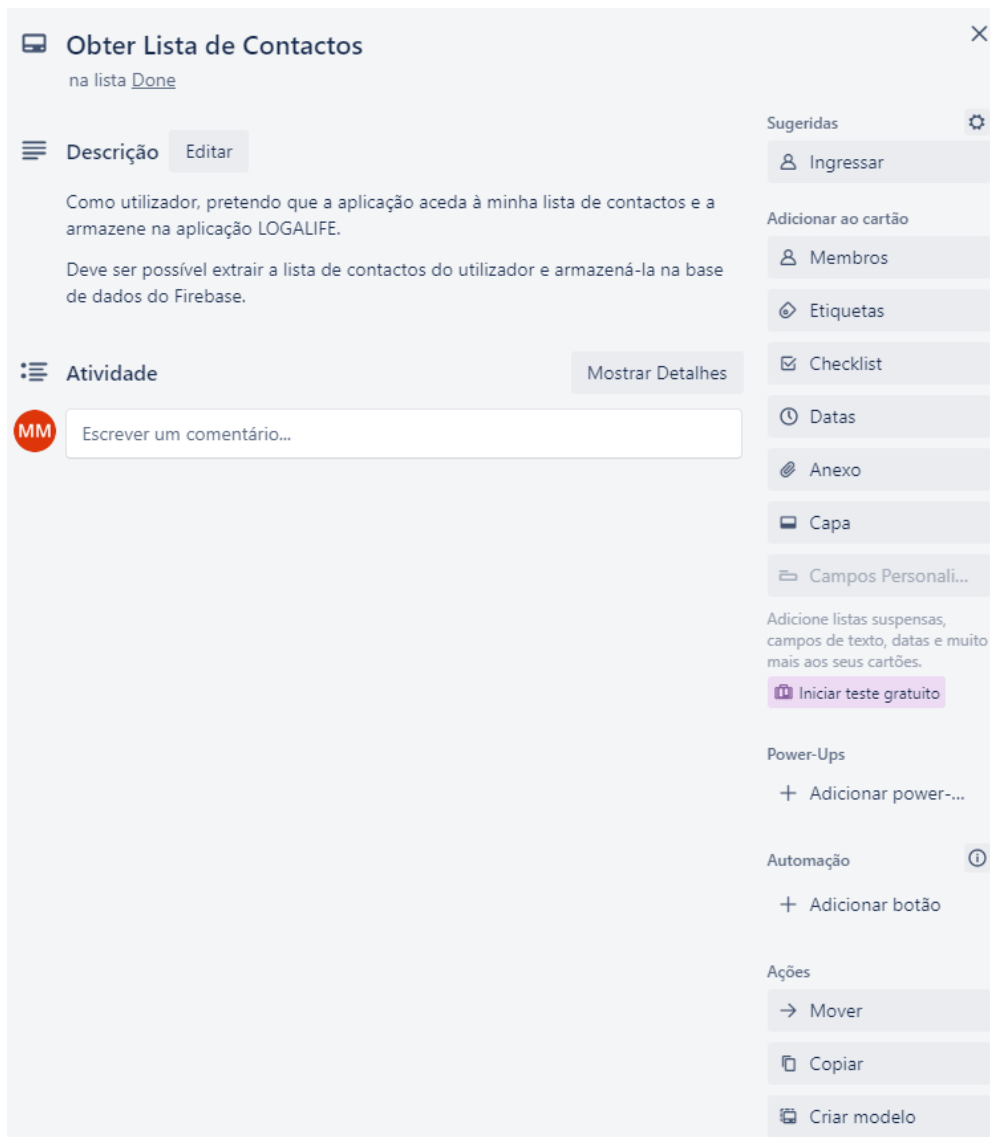 Obter Lista de Contactos
na lista Done
Descrição
Editar
Como utilizador, pretendo que a aplicação aceda à minha lista de contactos e a
armazene na aplicação LOGALIFE.
Deve ser possível extrair a lista de contactos do utilizador e armazená-la na base
de dados do Firebase.
Atividade
Mostrar Detalhes
MM
Escrever um comentário...
Sugeridas
Ingressar
Adicionar ao cartão
Membros
Etiquetas
Checklist
Datas
Anexo
Capa
Campos Personali...
Adicione listas suspensas,
campos de texto, datas e muito
mais aos seus cartões.
Iniciar teste gratuito
Power-Ups
Adicionar power-...
Automação
Adicionar botão
Ações
Mover
Copiar
Criar modelo